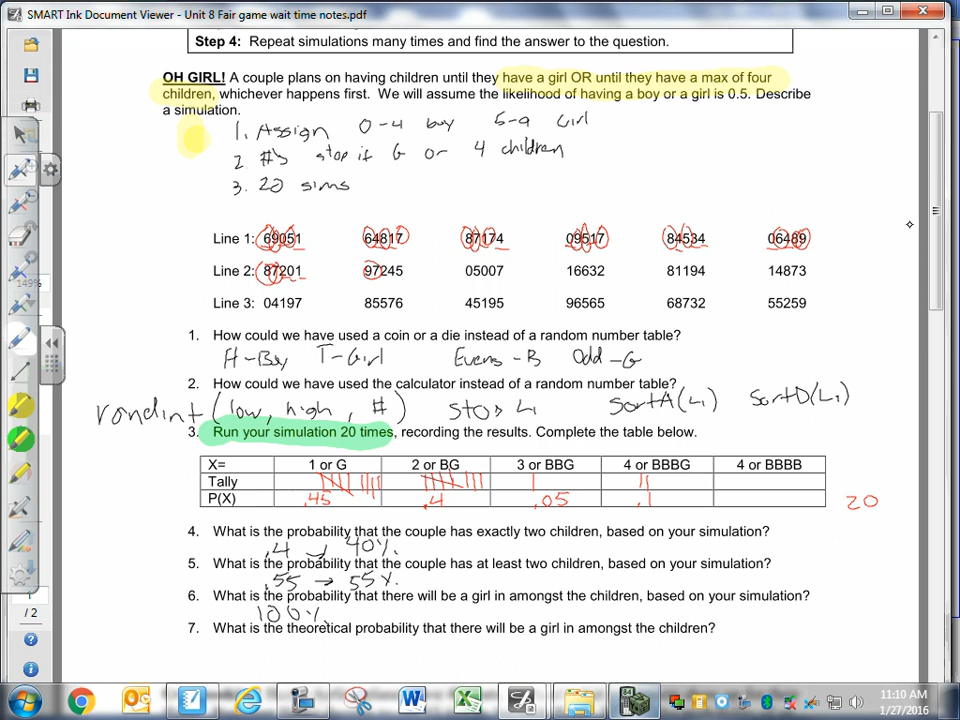 SMART Ink Document Viewer - Unit 8 Fair game wait time notes.pdf
Step 4: Repeat simulations many times and find the answer to the question.
OH GIRL! A couple plans on having children until they have a girl OR until they have a max of four
children, whichever happens first. We will assume the likelihood of having a boy or a girl is 0.5. Describe
a simulation.
1. Assign 0-4 boy 5-9 Girl
2. #'s stop if G or 4 children
3. 20 sims
Line 1: 69051 64817 87174 09517 84534 06489
Line 2: 87201 97245 05007 16632 81194 14873
149%
Line 3: 04197 85576 45195 96565 68732 55259
1. How could we have used a coin or a die instead of a random number table?
H-Boy T-Girl Evens-B Odd-G
2. How could we have used the calculator instead of a random number table?
randint(low, high, #) STO> L1 SortA(L1) SortD(L1)
3. Run your simulation 20 times, recording the results. Complete the table below.
X= 1 or G 2 or BG 3 or BBG 4 or BBBG 4 or BBBB
Tally
P(X) .45 .4 .05 .1 20
4. What is the probability that the couple has exactly two children, based on your simulation?
.4 → 40%.
5. What is the probability that the couple has at least two children, based on your simulation?
.55 → 55%.
6. What is the probability that there will be a girl in amongst the children, based on your simulation?
100%
7. What is the theoretical probability that there will be a girl in amongst the children?
1
/ 2
11:10 AM
1/27/2016